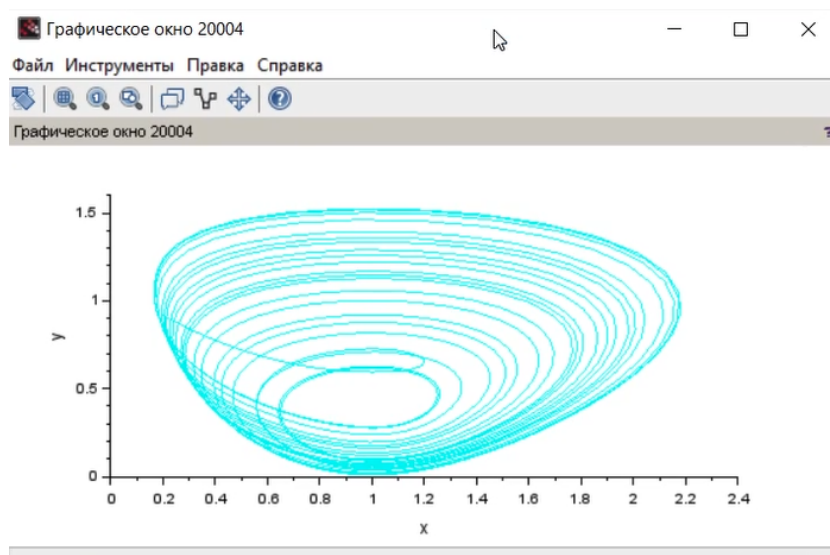 Графическое окно 20004
Файл Инструменты Правка Справка
Графическое окно 20004
?
1.5
1
y
0.5
0
0 0.2 0.4 0.6 0.8 1 1.2 1.4 1.6 1.8 2 2.2 2.4
x